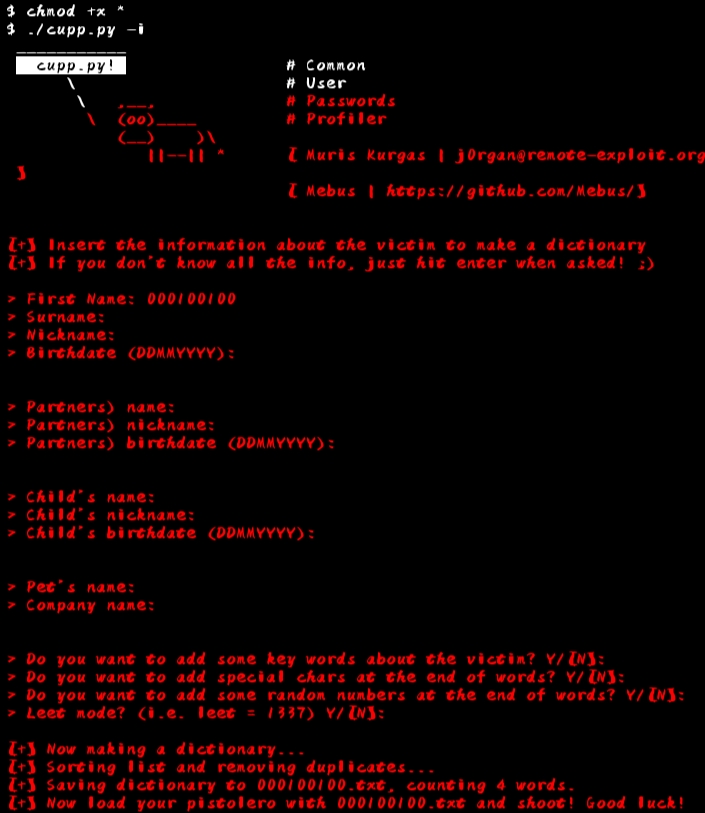 $ chmod +x *
$ ./cupp.py -i
 ___________
   cupp.py!                 # Common
      \                     # User
       \   ,__,             # Passwords
        \  (oo)____         # Profiler
           (__)    )\
              ||--|| *      [ Muris Kurgas | j0rgan@remote-exploit.org
 ]
                            [ Mebus | https://github.com/Mebus/]
[+] Insert the information about the victim to make a dictionary
[+] If you don't know all the info, just hit enter when asked! ;)
> First Name: 000100100
> Surname:
> Nickname:
> Birthdate (DDMMYYYY):
> Partners) name:
> Partners) nickname:
> Partners) birthdate (DDMMYYYY):
> Child's name:
> Child's nickname:
> Child's birthdate (DDMMYYYY):
> Pet's name:
> Company name:
> Do you want to add some key words about the victim? Y/[N]:
> Do you want to add special chars at the end of words? Y/[N]:
> Do you want to add some random numbers at the end of words? Y/[N]:
> Leet mode? (i.e. leet = 1337) Y/[N]:
[+] Now making a dictionary...
[+] Sorting list and removing duplicates...
[+] Saving dictionary to 000100100.txt, counting 4 words.
[+] Now load your pistolero with 000100100.txt and shoot! Good luck!